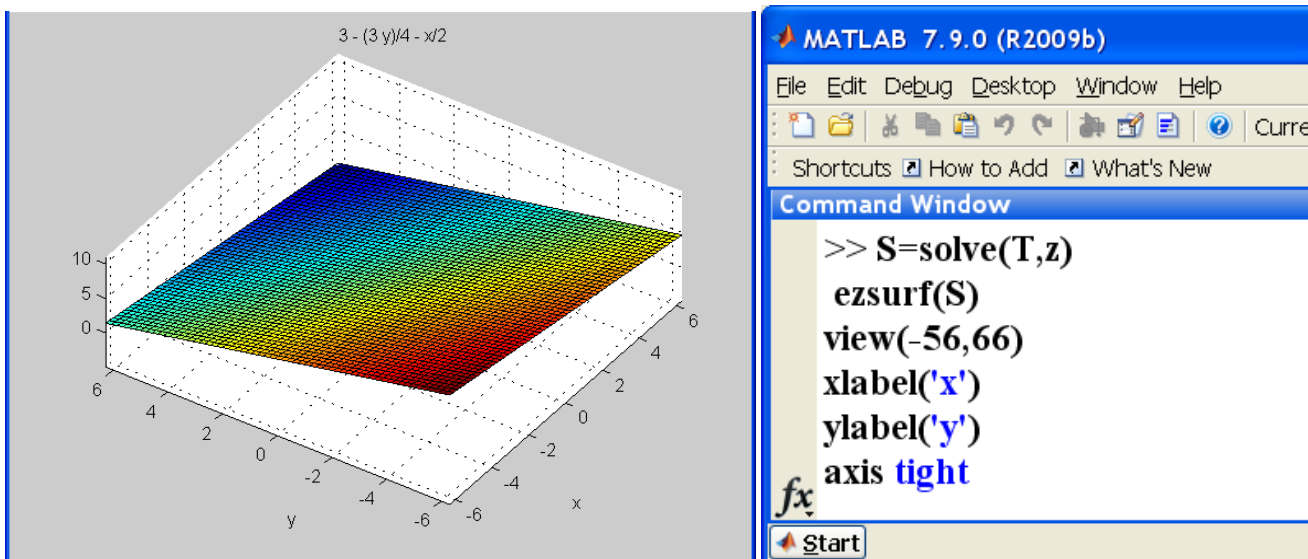 3 - (3 y)/4 - x/2
10
5
0
6
4
2
0
-2
-4
-6
y
6
4
2
0
-2
-4
-6
x
MATLAB 7.9.0 (R2009b)
File Edit Debug Desktop Window Help
Curre
Shortcuts How to Add What's New
Command Window
>> S=solve(T,z)
ezsurf(S)
view(-56,66)
xlabel('x')
ylabel('y')
axis tight
fx
Start